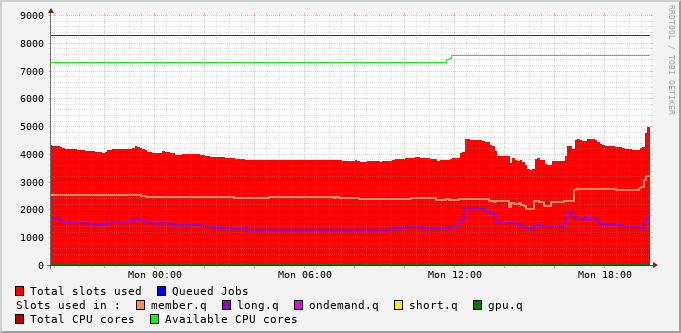 RRDTOOL / TOBI OETIKER
9000
8000
7000
6000
5000
4000
3000
2000
1000
0
Mon 00:00 Mon 06:00 Mon 12:00 Mon 18:00
Total slots used Queued Jobs
Slots used in : member.q long.q ondemand.q short.q gpu.q
Total CPU cores Available CPU cores